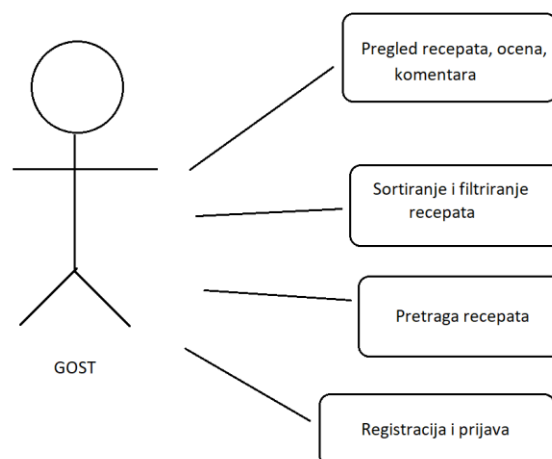 Pregled recepata, ocena,
komentara
Sortiranje i filtriranje
recepata
Pretraga recepata
GOST
Registracija i prijava